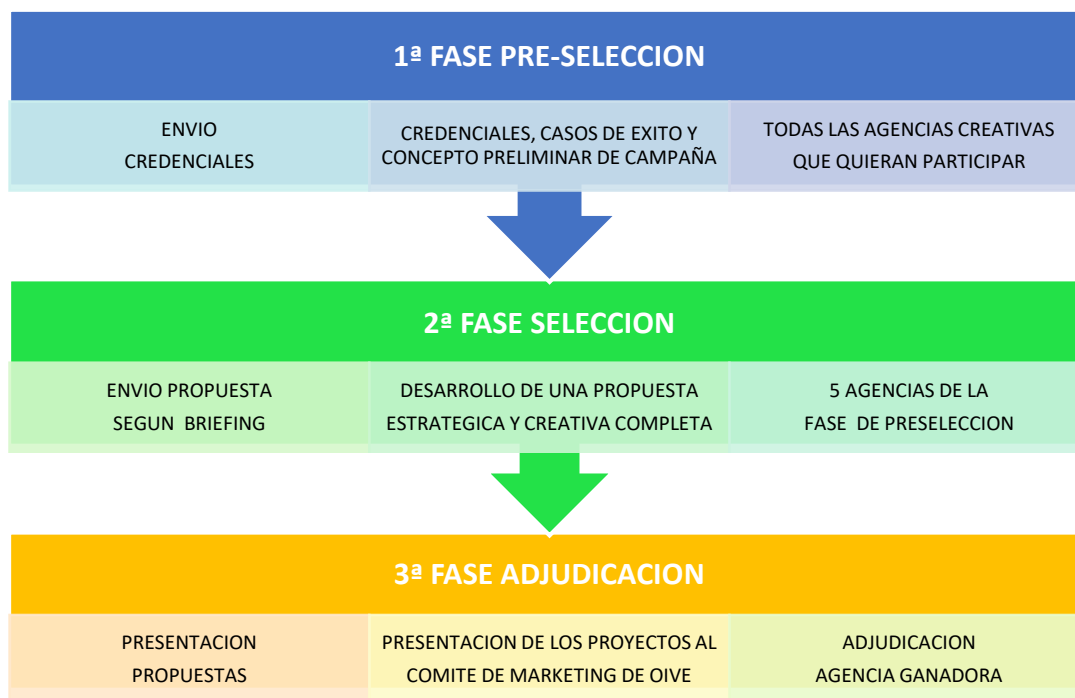 1ª FASE PRE-SELECCION
ENVIO
CREDENCIALES
CREDENCIALES, CASOS DE EXITO Y
CONCEPTO PRELIMINAR DE CAMPAÑA
TODAS LAS AGENCIAS CREATIVAS
QUE QUIERAN PARTICIPAR
2ª FASE SELECCION
ENVIO PROPUESTA
SEGUN BRIEFING
DESARROLLO DE UNA PROPUESTA
ESTRATEGICA Y CREATIVA COMPLETA
5 AGENCIAS DE LA
FASE DE PRESELECCION
3ª FASE ADJUDICACION
PRESENTACION
PROPUESTAS
PRESENTACION DE LOS PROYECTOS AL
COMITE DE MARKETING DE OIVE
ADJUDICACION
AGENCIA GANADORA